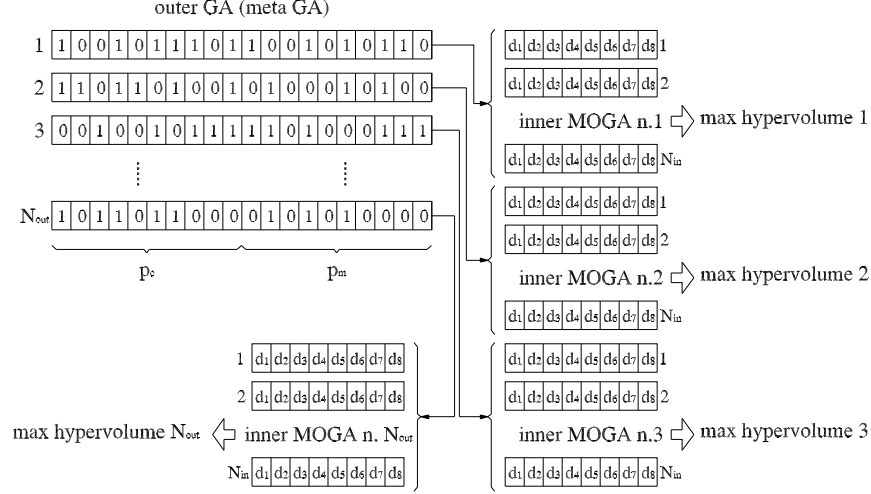 outer GA (meta GA)
1 1 0 0 1 0 1 1 1 0 1 1 0 0 1 0 1 0 1 1 0
2 1 1 0 1 1 0 1 0 0 1 0 0 1 0 1 0 0 1 0 0
3 0 0 1 0 0 1 0 1 1 1 1 1 0 1 0 0 0 1 1 1
Nout 1 0 1 1 0 1 1 0 0 0 0 1 0 1 0 1 0 0 0 0
pc pm
d1 d2 d3 d4 d5 d6 d7 d8 1
d1 d2 d3 d4 d5 d6 d7 d8 2
inner MOGA n.1 max hypervolume 1
d1 d2 d3 d4 d5 d6 d7 d8 Nin
d1 d2 d3 d4 d5 d6 d7 d8 1
d1 d2 d3 d4 d5 d6 d7 d8 2
inner MOGA n.2 max hypervolume 2
d1 d2 d3 d4 d5 d6 d7 d8 Nin
d1 d2 d3 d4 d5 d6 d7 d8 1
d1 d2 d3 d4 d5 d6 d7 d8 2
inner MOGA n.3 max hypervolume 3
d1 d2 d3 d4 d5 d6 d7 d8 Nin
1 d1 d2 d3 d4 d5 d6 d7 d8
2 d1 d2 d3 d4 d5 d6 d7 d8
max hypervolume Nout inner MOGA n. Nout
Nin d1 d2 d3 d4 d5 d6 d7 d8